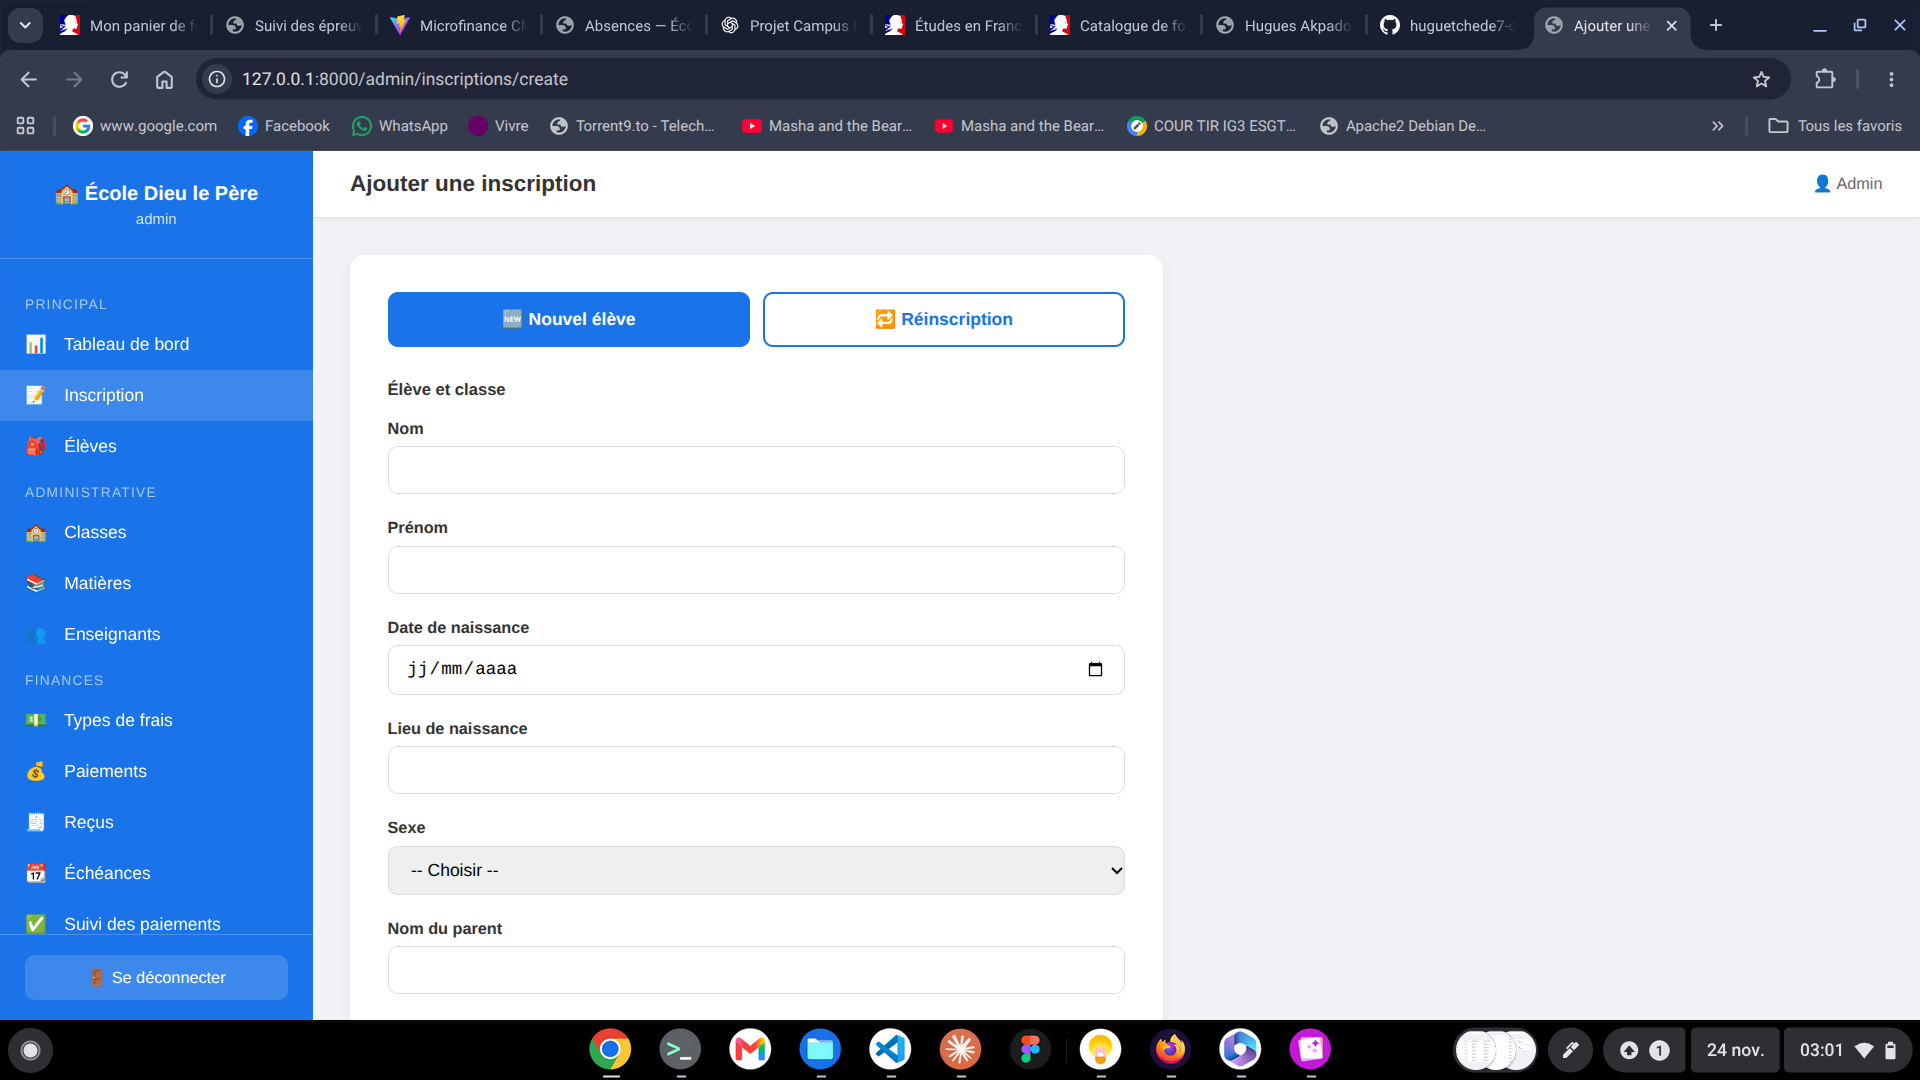 Mon panier de f
Suivi des épreuv
Microfinance C
Absences — Éc
Projet Campus
Études en Franc
Catalogue de fo
Hugues Akpado
huguetchede7-
Ajouter une
127.0.0.1:8000/admin/inscriptions/create
www.google.com
Facebook
WhatsApp
Vivre
Torrent9.to - Telech...
Masha and the Bear...
Masha and the Bear...
COUR TIR IG3 ESGT...
Apache2 Debian De...
Tous les favoris
École Dieu le Père
admin
PRINCIPAL
Tableau de bord
Inscription
Élèves
ADMINISTRATIVE
Classes
Matières
Enseignants
FINANCES
Types de frais
Paiements
Reçus
Échéances
Suivi des paiements
Se déconnecter
Ajouter une inscription
Admin
NEW Nouvel élève
Réinscription
Élève et classe
Nom
Prénom
Date de naissance
jj/mm/aaaa
Lieu de naissance
Sexe
-- Choisir --
Nom du parent
1
24 nov.
03:01